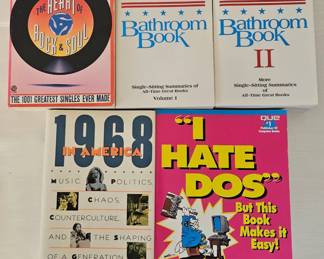 THE HEART
OF
ROCK & SOUL
THE 1001 GREATEST SINGLES EVER MADE
Bathroom
Book
Single-Sitting Summaries of
All-Time Great Books
Volume I
Bathroom
Book
II
More
Single-Sitting Summaries
of All-Time Great Books
1968
IN AMERICA
MUSIC, POLITICS,
CHAOS,
COUNTERCULTURE,
AND THE SHAPING
OF A GENERATION
que
#1
"I
HATE
DOS"
But This
Book
Makes it
Easy!